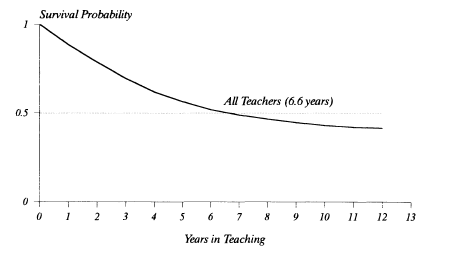 Survival Probability
1
All Teachers (6.6 years)
0.5
0
0 1 2 3 4 5 6 7 8 9 10 11 12 13
Years in Teaching